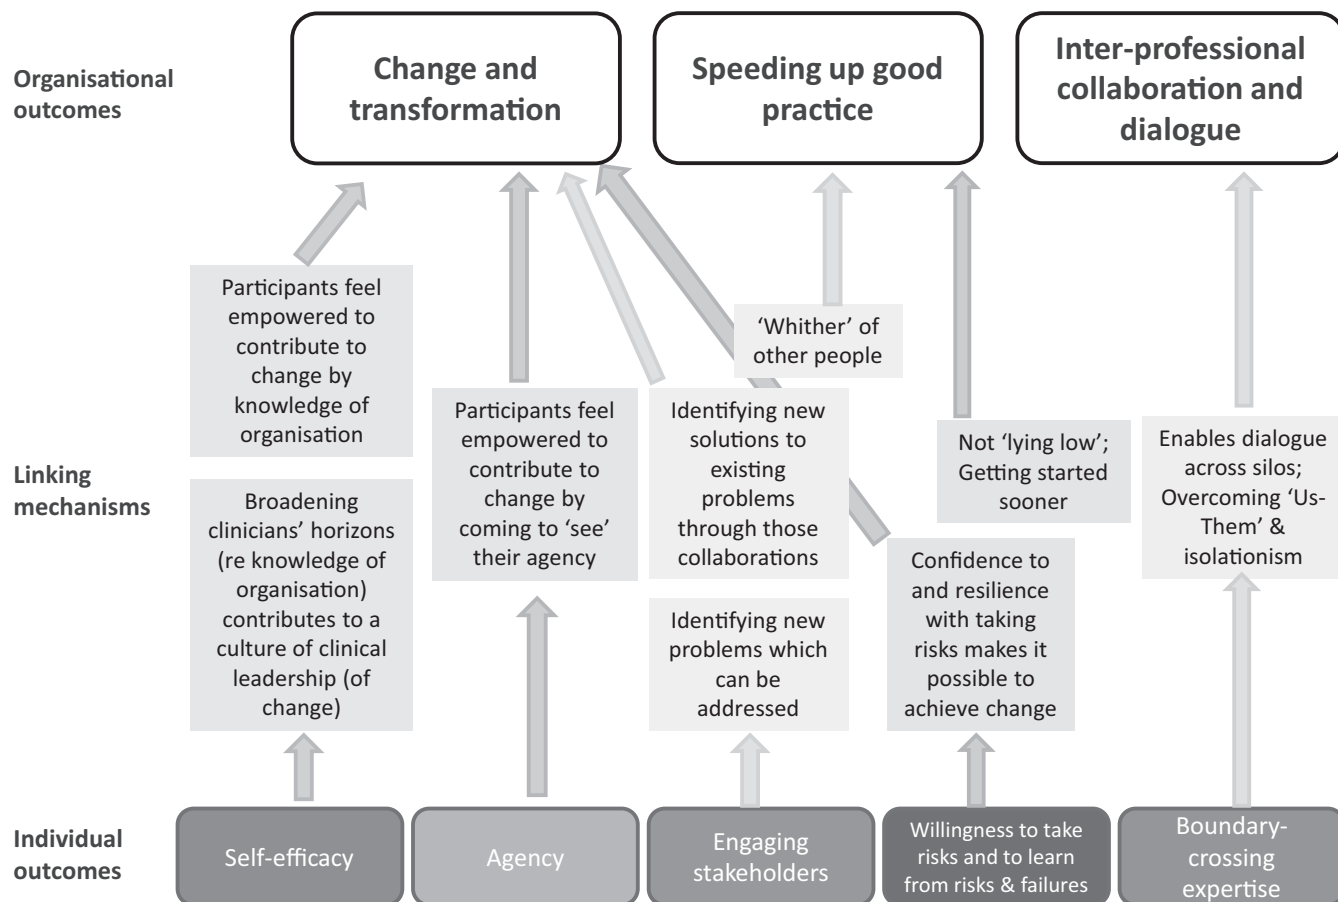 Organisational
outcomes
Change and
transformation
Speeding up good
practice
Inter-professional
collaboration and
dialogue
Linking
mechanisms
Participants feel
empowered to
contribute to
change by
knowledge of
organisation
Broadening
clinicians’ horizons
(re knowledge of
organisation)
contributes to a
culture of clinical
leadership (of
change)
Participants feel
empowered to
contribute to
change by
coming to ‘see’
their agency
‘Whither’ of
other people
Identifying new
solutions to
existing
problems
through those
collaborations
Identifying new
problems which
can be
addressed
Not ‘lying low’;
Getting started
sooner
Confidence to
and resilience
with taking
risks makes it
possible to
achieve change
Enables dialogue
across silos;
Overcoming ‘Us-
Them’ &
isolationism
Individual
outcomes
Self-efficacy
Agency
Engaging
stakeholders
Willingness to take
risks and to learn
from risks & failures
Boundary-
crossing
expertise